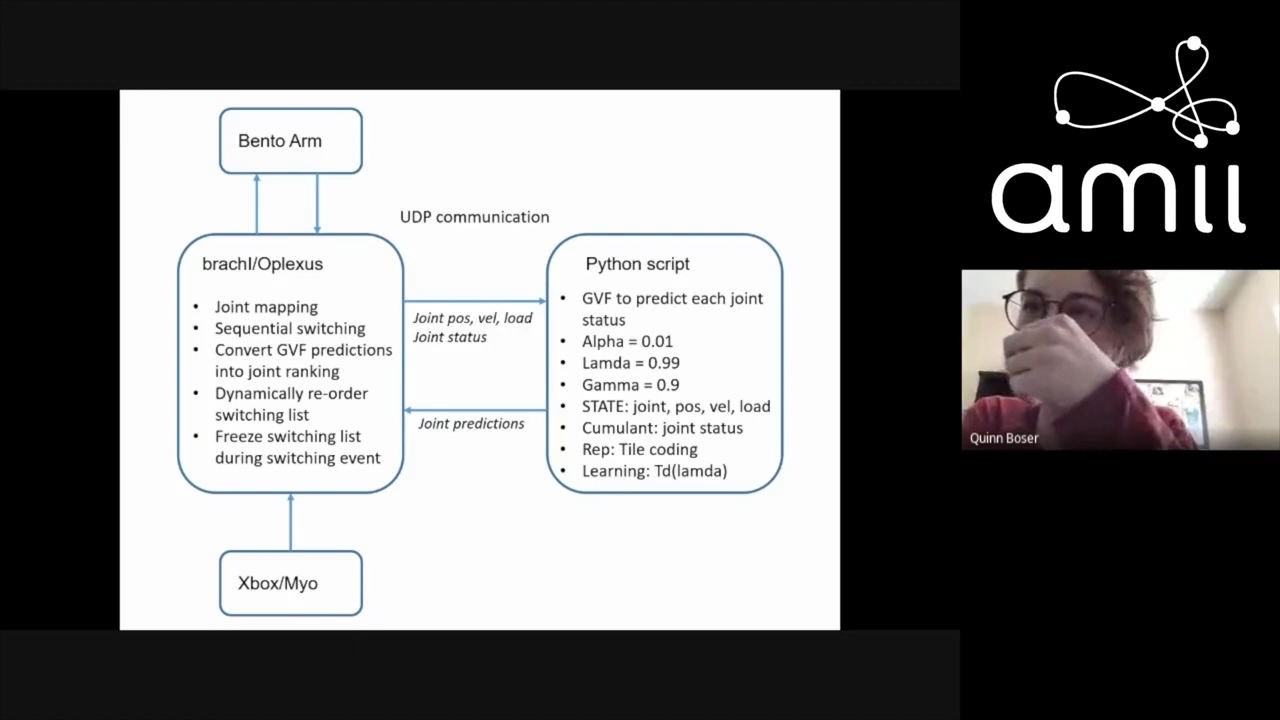 Bento Arm
UDP communication
brachI/Oplexus
• Joint mapping
• Sequential switching
• Convert GVF predictions
into joint ranking
• Dynamically re-order
switching list
• Freeze switching list
during switching event
Joint pos, vel, load
Joint status
Joint predictions
Python script
• GVF to predict each joint
status
• Alpha = 0.01
• Lamda = 0.99
• Gamma = 0.9
• STATE: joint, pos, vel, load
• Cumulant: joint status
• Rep: Tile coding
• Learning: Td(lamda)
Xbox/Myo
amii
Quinn Boser